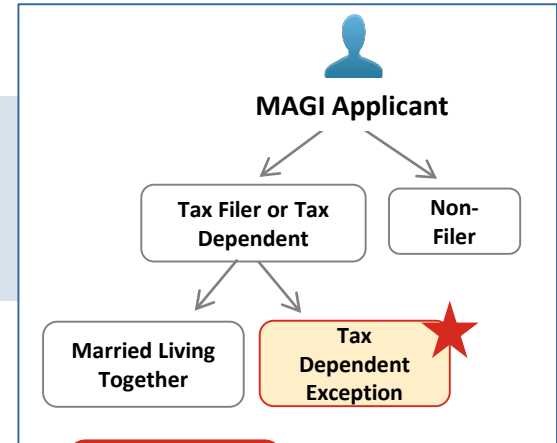 MAGI Applicant
Tax Filer or Tax
Dependent
Non-
Filer
Married Living
Together
Tax
Dependent
Exception